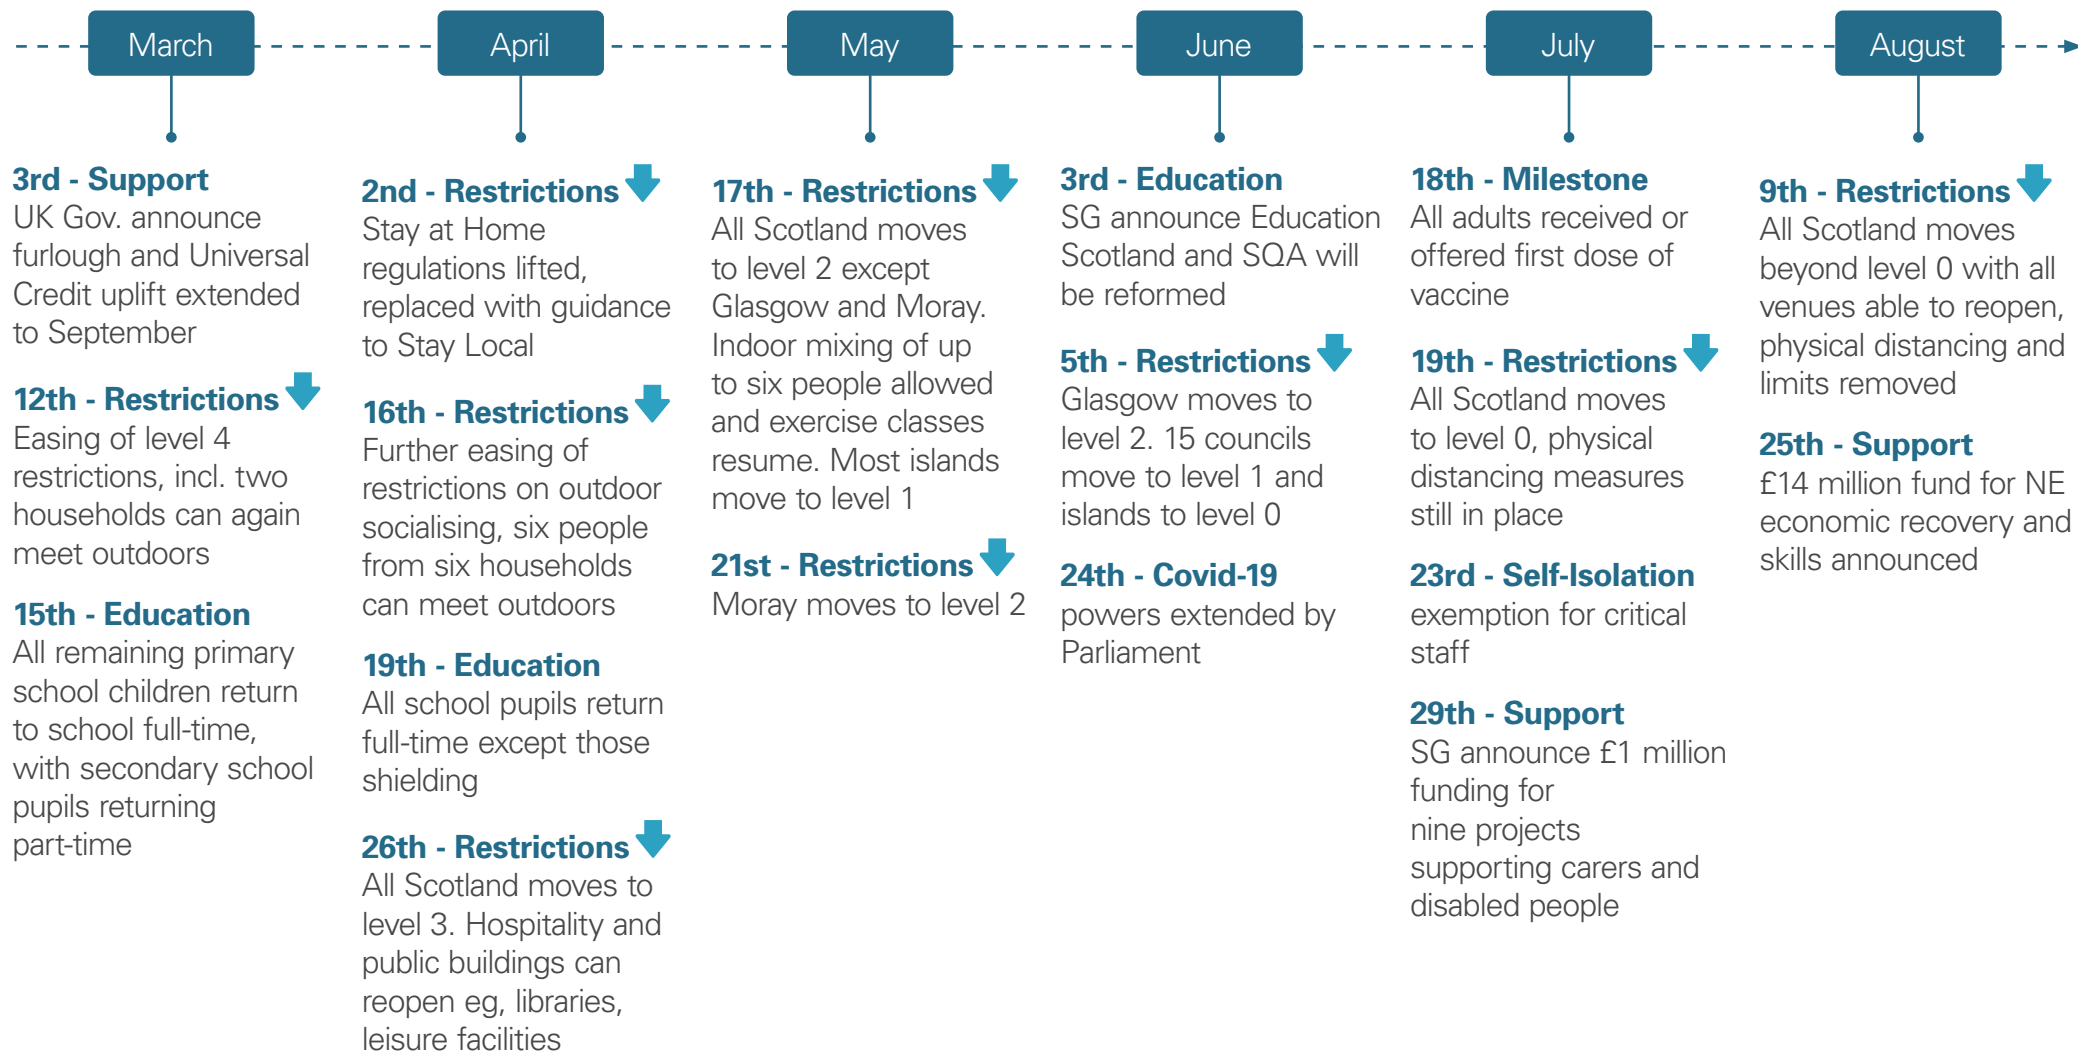 March
April
May
June
July
August
3rd - Support
UK Gov. announce
furlough and Universal
Credit uplift extended
to September
12th - Restrictions
Easing of level 4
restrictions, incl. two
households can again
meet outdoors
15th - Education
All remaining primary
school children return
to school full-time,
with secondary school
pupils returning
part-time
2nd - Restrictions
Stay at Home
regulations lifted,
replaced with guidance
to Stay Local
16th - Restrictions
Further easing of
restrictions on outdoor
socialising, six people
from six households
can meet outdoors
19th - Education
All school pupils return
full-time except those
shielding
26th - Restrictions
All Scotland moves to
level 3. Hospitality and
public buildings can
reopen eg, libraries,
leisure facilities
17th - Restrictions
All Scotland moves
to level 2 except
Glasgow and Moray.
Indoor mixing of up
to six people allowed
and exercise classes
resume. Most islands
move to level 1
21st - Restrictions
Moray moves to level 2
3rd - Education
SG announce Education
Scotland and SQA will
be reformed
5th - Restrictions
Glasgow moves to
level 2. 15 councils
move to level 1 and
islands to level 0
24th - Covid-19
powers extended by
Parliament
18th - Milestone
All adults received or
offered first dose of
vaccine
19th - Restrictions
All Scotland moves
to level 0, physical
distancing measures
still in place
23rd - Self-Isolation
exemption for critical
staff
29th - Support
SG announce £1 million
funding for
nine projects
supporting carers and
disabled people
9th - Restrictions
All Scotland moves
beyond level 0 with all
venues able to reopen,
physical distancing and
limits removed
25th - Support
£14 million fund for NE
economic recovery and
skills announced